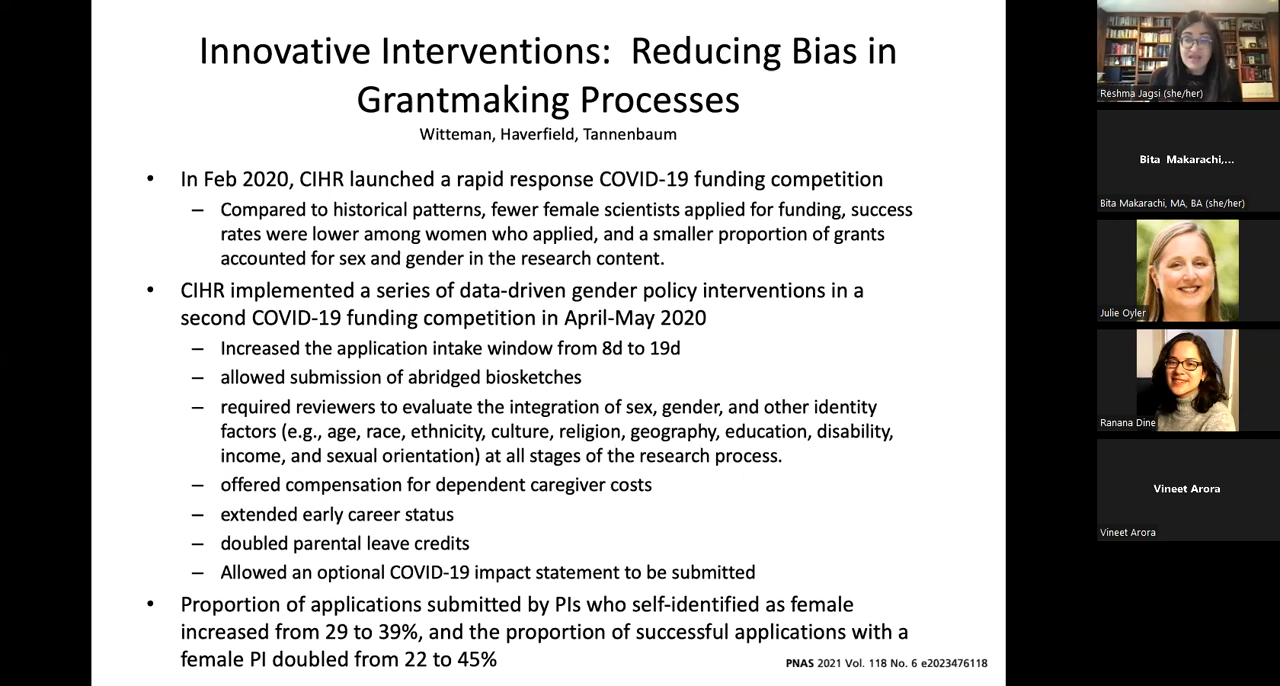 Innovative Interventions:  Reducing Bias in
Grantmaking Processes
Witteman, Haverfield, Tannenbaum
• In Feb 2020, CIHR launched a rapid response COVID-19 funding competition
– Compared to historical patterns, fewer female scientists applied for funding, success
rates were lower among women who applied, and a smaller proportion of grants
accounted for sex and gender in the research content.
• CIHR implemented a series of data-driven gender policy interventions in a
second COVID-19 funding competition in April-May 2020
– Increased the application intake window from 8d to 19d
– allowed submission of abridged biosketches
– required reviewers to evaluate the integration of sex, gender, and other identity
factors (e.g., age, race, ethnicity, culture, religion, geography, education, disability,
income, and sexual orientation) at all stages of the research process.
– offered compensation for dependent caregiver costs
– extended early career status
– doubled parental leave credits
– Allowed an optional COVID-19 impact statement to be submitted
• Proportion of applications submitted by PIs who self-identified as female
increased from 29 to 39%, and the proportion of successful applications with a
female PI doubled from 22 to 45%
PNAS 2021 Vol. 118 No. 6 e2023476118
Reshma Jagsi (she/her)
Bita Makarachi,...
Bita Makarachi, MA, BA (she/her)
Julie Oyler
Ranana Dine
Vineet Arora
Vineet Arora